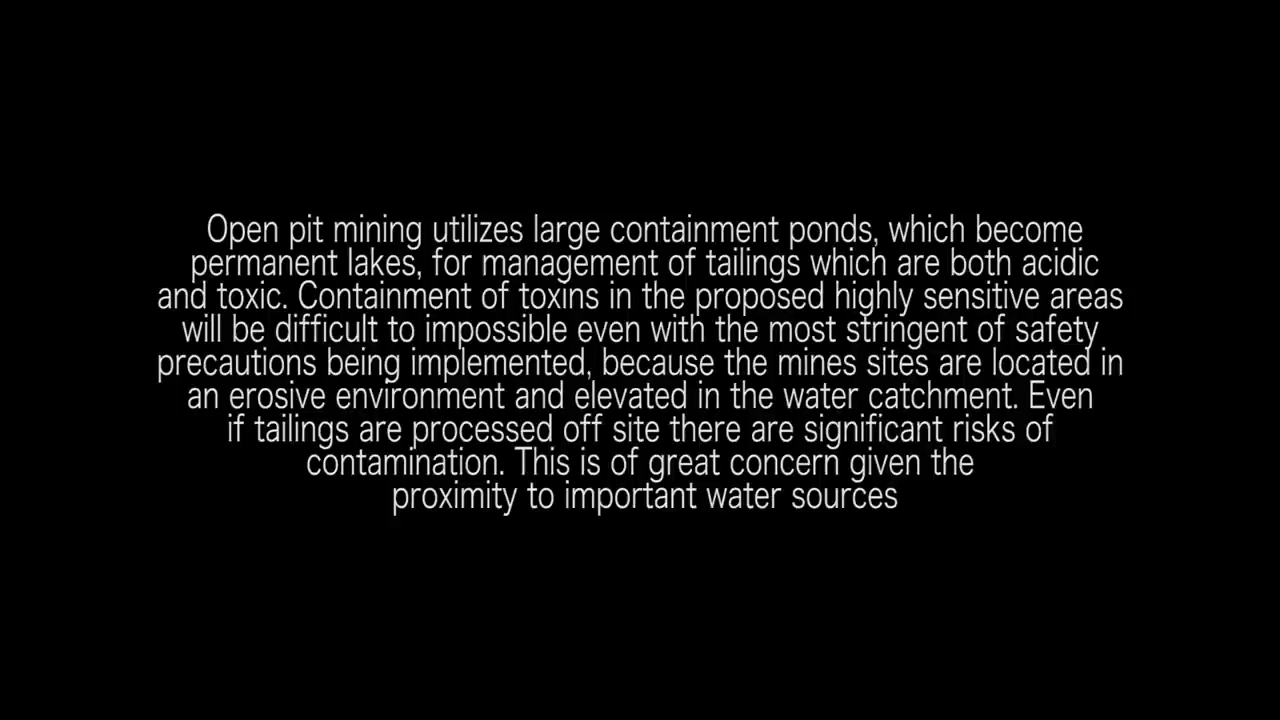 Open pit mining utilizes large containment ponds, which become
permanent lakes, for management of tailings which are both acidic
and toxic. Containment of toxins in the proposed highly sensitive areas
will be difficult to impossible even with the most stringent of safety
precautions being implemented, because the mines sites are located in
an erosive environment and elevated in the water catchment. Even
if tailings are processed off site there are significant risks of
contamination. This is of great concern given the
proximity to important water sources